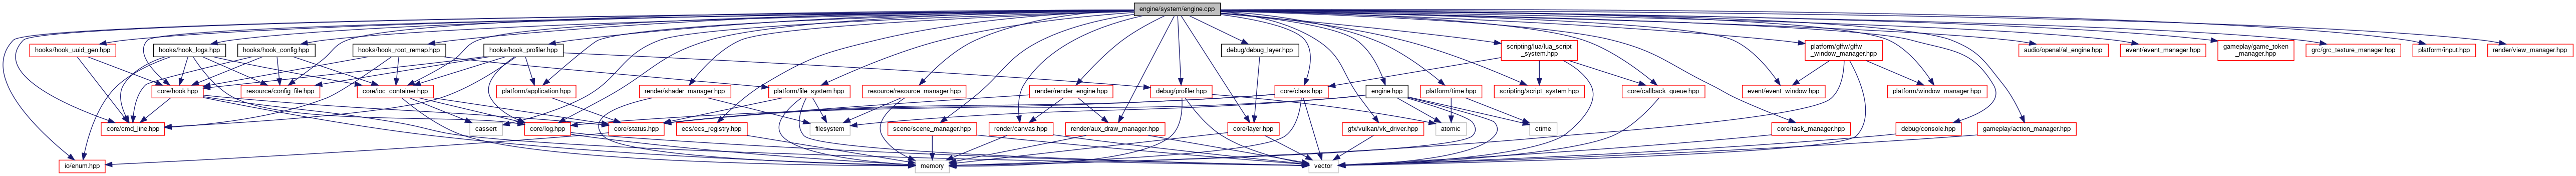 engine/system/engine.cpp
hooks/hook_uuid_gen.hpp
hooks/hook_logs.hpp
hooks/hook_config.hpp
hooks/hook_root_remap.hpp
hooks/hook_profiler.hpp
debug/debug_layer.hpp
scripting/lua/lua_script
_system.hpp
platform/glfw/glfw
_window_manager.hpp
audio/openal/al_engine.hpp
event/event_manager.hpp
gameplay/game_token
_manager.hpp
grc/grc_texture_manager.hpp
platform/input.hpp
render/view_manager.hpp
core/hook.hpp
resource/config_file.hpp
core/ioc_container.hpp
platform/application.hpp
render/shader_manager.hpp
platform/file_system.hpp
resource/resource_manager.hpp
render/render_engine.hpp
debug/profiler.hpp
core/class.hpp
engine.hpp
platform/time.hpp
scripting/script_system.hpp
core/callback_queue.hpp
event/event_window.hpp
platform/window_manager.hpp
core/cmd_line.hpp
cassert
core/log.hpp
core/status.hpp
ecs/ecs_registry.hpp
filesystem
scene/scene_manager.hpp
render/canvas.hpp
render/aux_draw_manager.hpp
core/layer.hpp
gfx/vulkan/vk_driver.hpp
atomic
ctime
core/task_manager.hpp
debug/console.hpp
gameplay/action_manager.hpp
io/enum.hpp
memory
vector